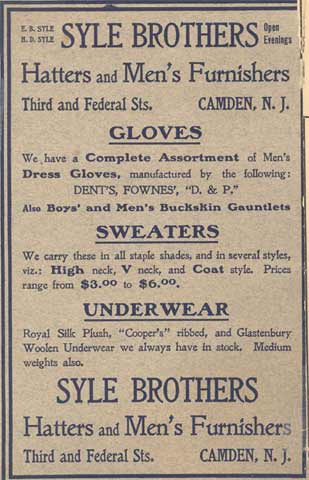 E. B. STLE
H. D. STLE
SYLE BROTHERS
Open
Evenings
Hatters and Men's Furnishers
Third and Federal Sts. CAMDEN, N. J.
GLOVES
We have a Complete Assortment of Men's
Dress Gloves, manufactured by the following:
DENT'S, FOWNES', "D. & P."
Also Boys' and Men's Buckskin Gauntlets
SWEATERS
We carry these in all staple shades, and in several styles,
viz.: High neck, V neck, and Coat style. Prices
range from $3.00 to $6.00.
UNDERWEAR
Royal Silk Plush, "Cooper's" ribbed, and Glastenbury
Woolen Underwear we always have in stock. Medium
weights also.
SYLE BROTHERS
Hatters and Men's Furnishers
Third and Federal Sts. CAMDEN, N. J.